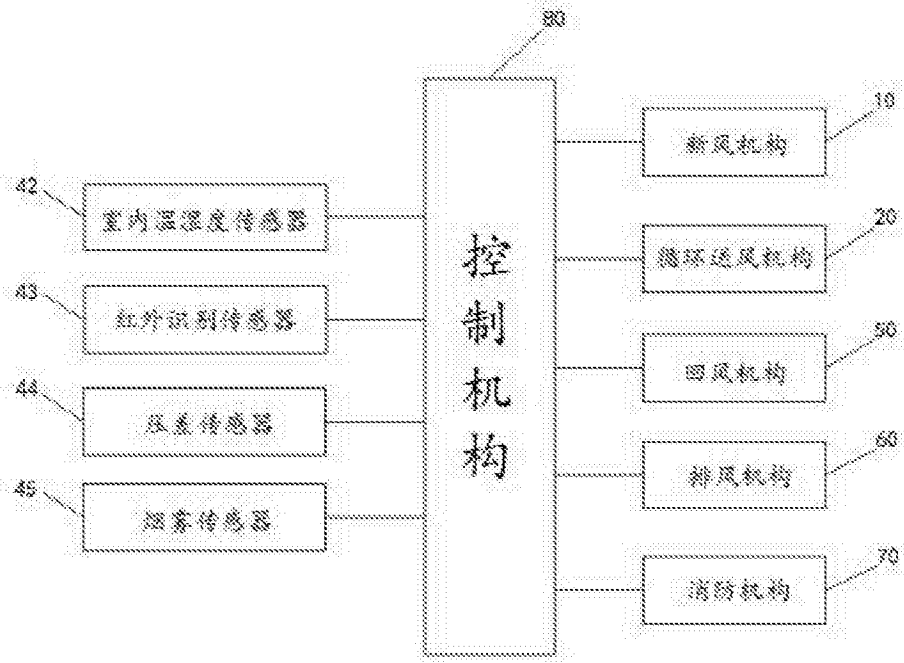 80
控制机构
42
室内温湿度传感器
43
红外识别传感器
44
压差传感器
45
烟雾传感器
10
新风机构
20
循环送风机构
50
回风机构
60
排风机构
70
消防机构